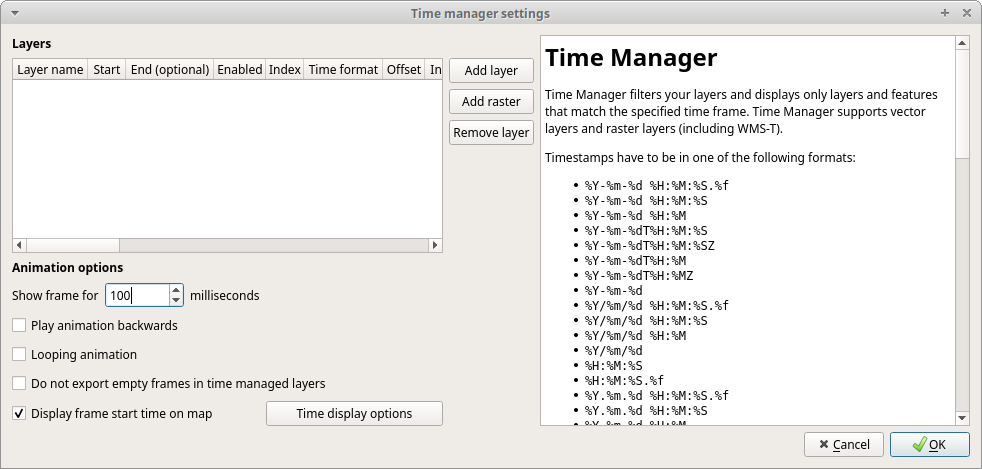 Time manager settings
Layers
Layer name Start End (optional) Enabled Index Time format Offset In
Add layer
Add raster
Remove layer
Animation options
Show frame for 100 milliseconds
Play animation backwards
Looping animation
Do not export empty frames in time managed layers
Display frame start time on map
Time display options
Time Manager
Time Manager filters your layers and displays only layers and features
that match the specified time frame. Time Manager supports vector
layers and raster layers (including WMS-T).
Timestamps have to be in one of the following formats:
• %Y-%m-%d %H:%M:%S.%f
• %Y-%m-%d %H:%M:%S
• %Y-%m-%d %H:%M
• %Y-%m-%dT%H:%M:%S
• %Y-%m-%dT%H:%M:%SZ
• %Y-%m-%dT%H:%M
• %Y-%m-%dT%H:%MZ
• %Y-%m-%d
• %Y/%m/%d %H:%M:%S.%f
• %Y/%m/%d %H:%M:%S
• %Y/%m/%d %H:%M
• %Y/%m/%d
• %H:%M:%S
• %H:%M:%S.%f
• %Y.%m.%d %H:%M:%S.%f
• %Y.%m.%d %H:%M:%S
Cancel
OK